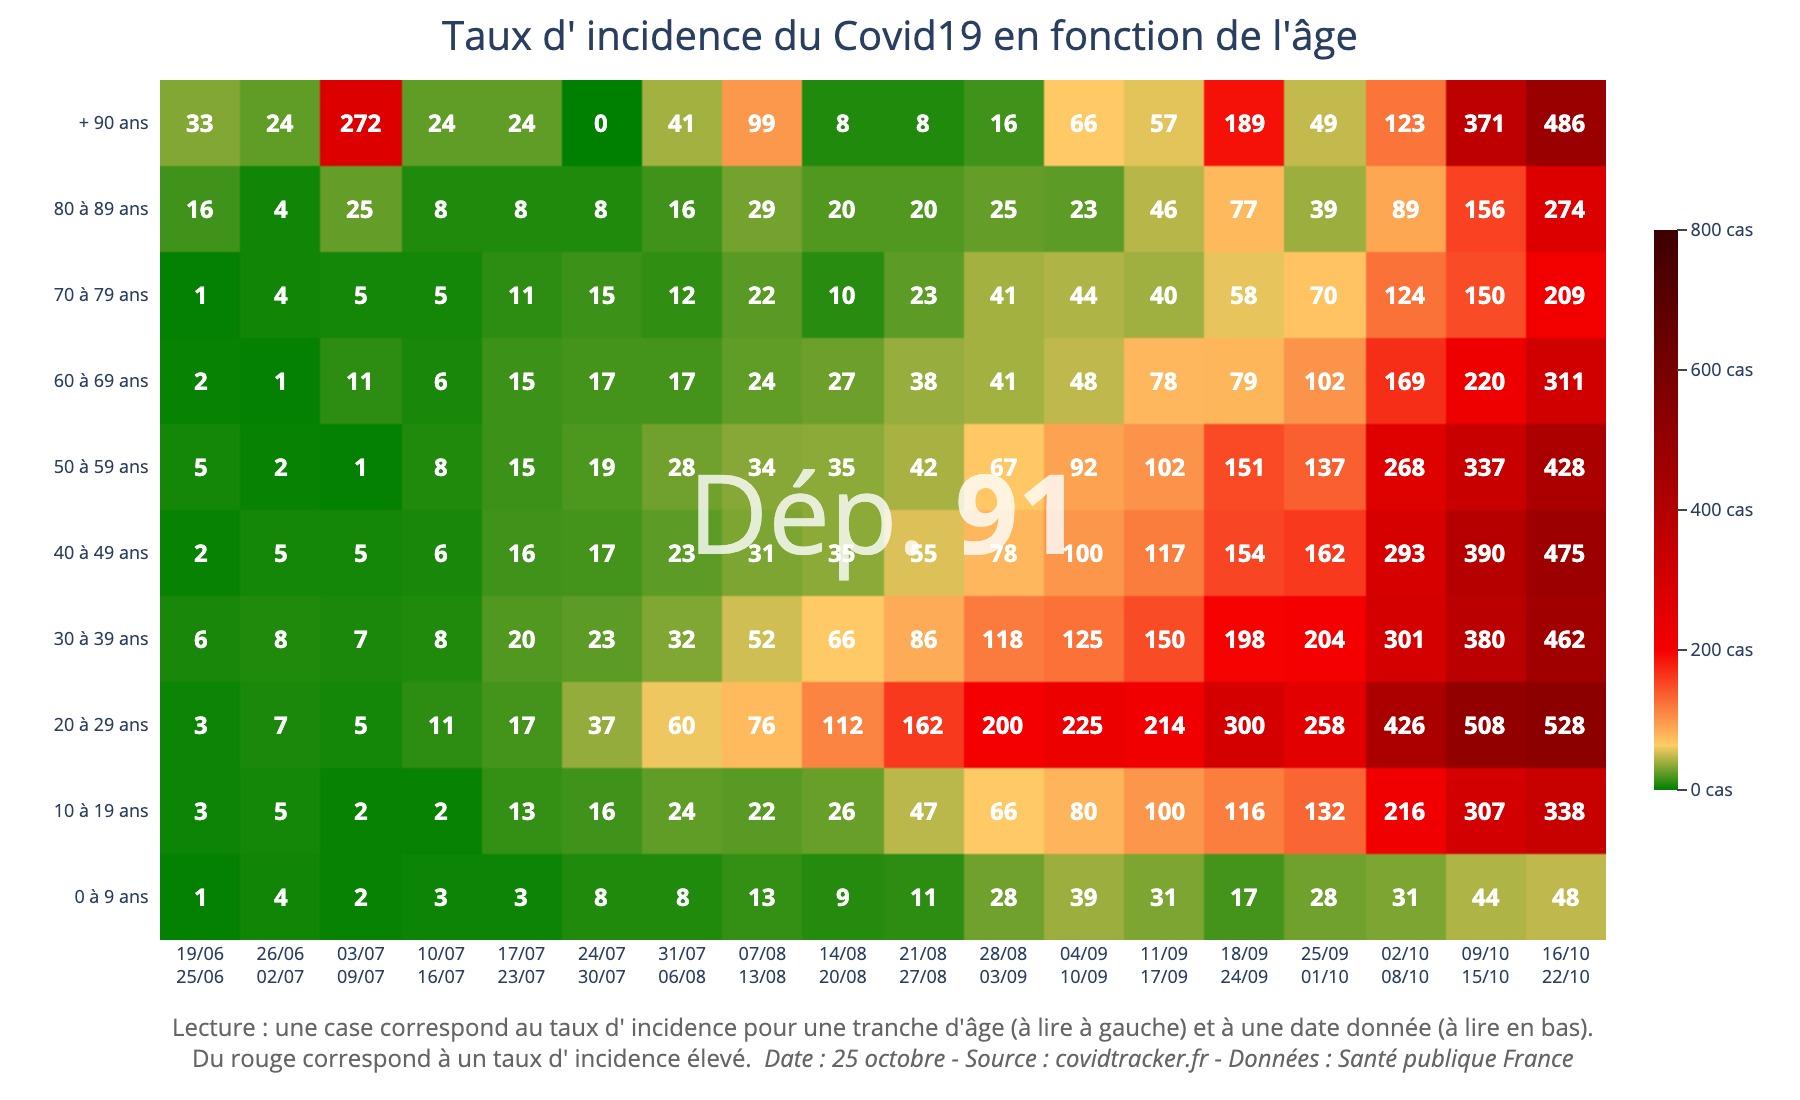 Taux d' incidence du Covid19 en fonction de l'âge
+ 90 ans 33 24 272 24 24 0 41 99 8 8 16 66 57 189 49 123 371 486
80 à 89 ans 16 4 25 8 8 8 16 29 20 20 25 23 46 77 39 89 156 274
70 à 79 ans 1 4 5 5 11 15 12 22 10 23 41 44 40 58 70 124 150 209
60 à 69 ans 2 1 11 6 15 17 17 24 27 38 41 48 78 79 102 169 220 311
50 à 59 ans 5 2 1 8 15 19 28 34 35 42 67 92 102 151 137 268 337 428
Dép. 91
40 à 49 ans 2 5 5 6 16 17 23 31 35 55 78 100 117 154 162 293 390 475
30 à 39 ans 6 8 7 8 20 23 32 52 66 86 118 125 150 198 204 301 380 462
20 à 29 ans 3 7 5 11 17 37 60 76 112 162 200 225 214 300 258 426 508 528
10 à 19 ans 3 5 2 2 13 16 24 22 26 47 66 80 100 116 132 216 307 338
0 à 9 ans 1 4 2 3 3 8 8 13 9 11 28 39 31 17 28 31 44 48
19/06 26/06 03/07 10/07 17/07 24/07 31/07 07/08 14/08 21/08 28/08 04/09 11/09 18/09 25/09 02/10 09/10 16/10
25/06 02/07 09/07 16/07 23/07 30/07 06/08 13/08 20/08 27/08 03/09 10/09 17/09 24/09 01/10 08/10 15/10 22/10
800 cas
600 cas
400 cas
200 cas
0 cas
Lecture : une case correspond au taux d' incidence pour une tranche d'âge (à lire à gauche) et à une date donnée (à lire en bas).
Du rouge correspond à un taux d' incidence élevé. Date : 25 octobre - Source : covidtracker.fr - Données : Santé publique France